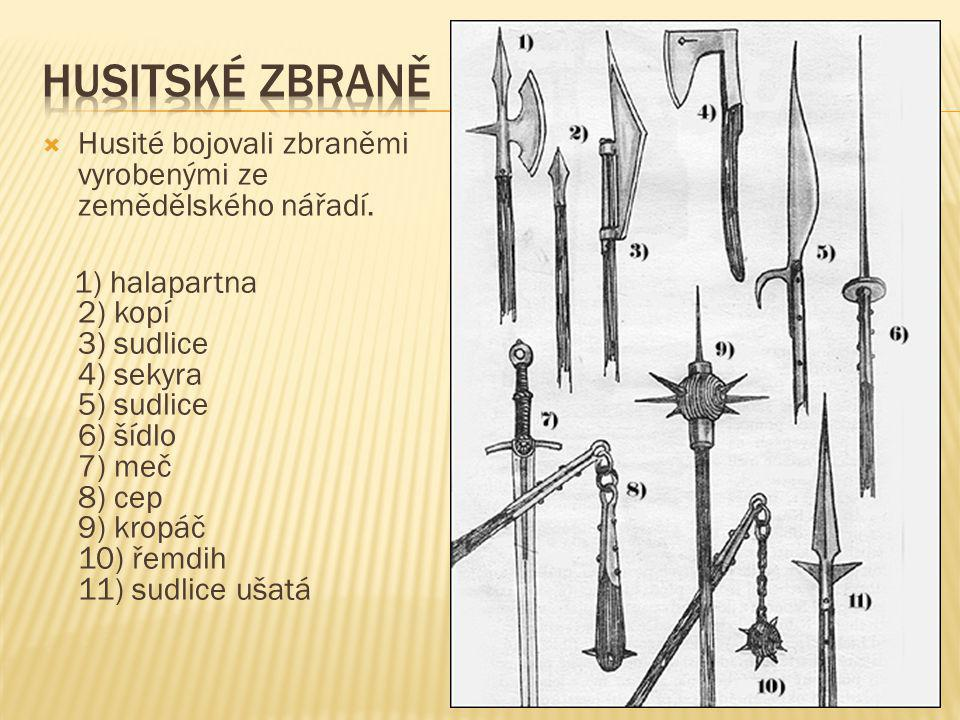 HUSITSKÉ ZBRANĚ
Husité bojovali zbraněmi
vyrobenými ze
zemědělského nářadí.
1) halapartna
2) kopí
3) sudlice
4) sekyra
5) sudlice
6) šídlo
7) meč
8) cep
9) kropáč
10) řemdih
11) sudlice ušatá
1)
2)
3)
4)
5)
6)
7)
8)
9)
10)
11)